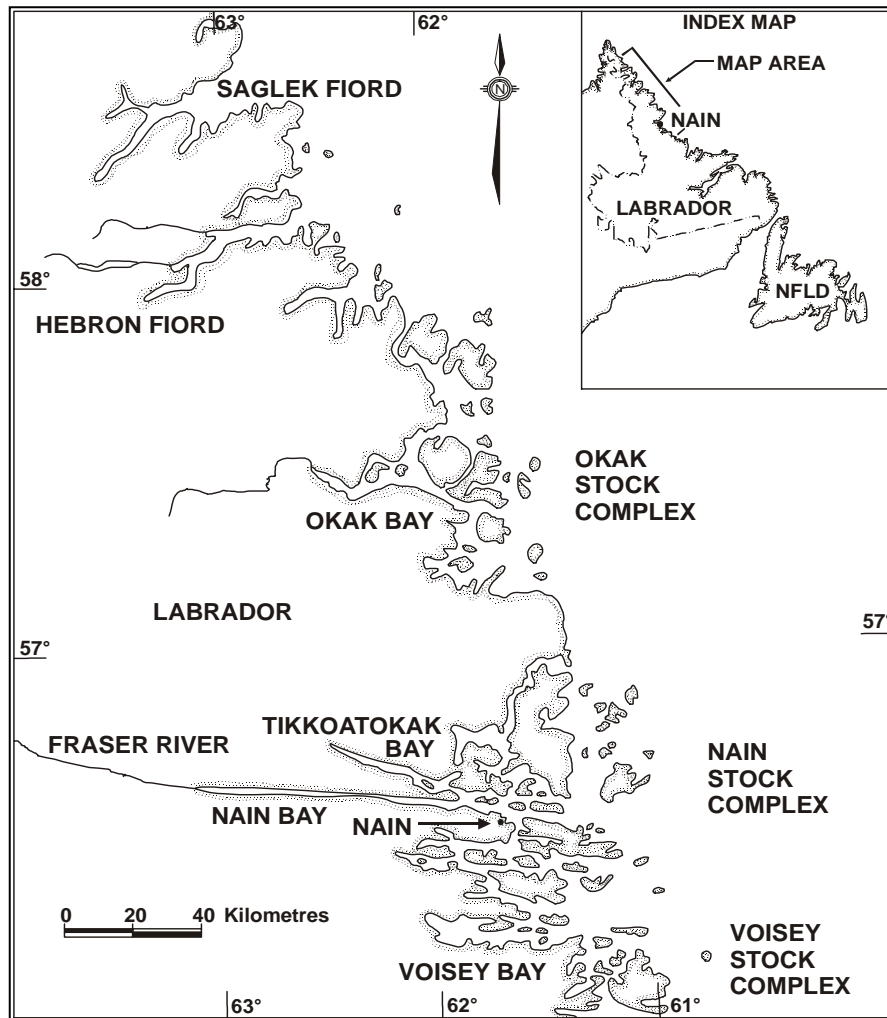 63°
62°
INDEX MAP
SAGLEK FIORD
MAP AREA
N
NAIN
LABRADOR
58°
NFLD
HEBRON FIORD
OKAK
STOCK
COMPLEX
OKAK BAY
LABRADOR
57°
57°
TIKKOATOKAK
BAY
FRASER RIVER
NAIN
STOCK
COMPLEX
NAIN BAY
NAIN
0 20 40 Kilometres
VOISEY
STOCK
COMPLEX
VOISEY BAY
63°
62°
61°